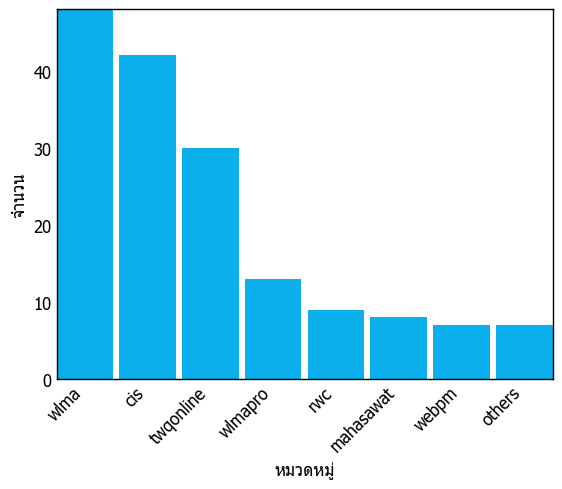 40
30
20
10
0
จำนวน
wlma
cis
twqonline
wlmapro
rwc
mahasawat
webpm
others
หมวดหมู่